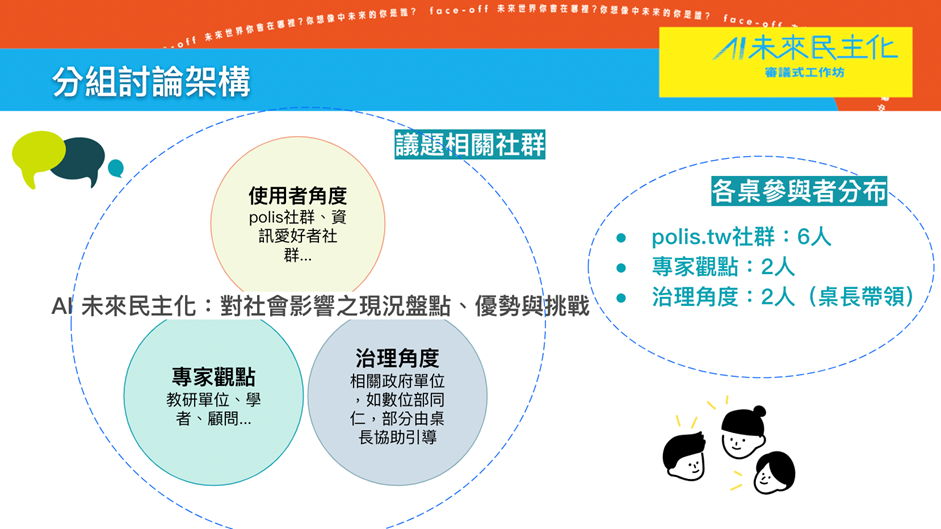 face-off 未來世界你會在哪裡?你想像中未來的你是誰? face-off 未來世界你會在哪裡?你想像中未來的你是誰? face-off
AI未來民主化
審議式工作坊
分組討論架構
議題相關社群
使用者角度
polis社群、資
訊愛好者社
群...
AI 未來民主化：對社會影響之現況盤點、優勢與挑戰
專家觀點
教研單位、學
者、顧問...
治理角度
相關政府單位
，如數位部同
仁，部分由桌
長協助引導
各桌參與者分布
● polis.tw社群：6人
● 專家觀點：2人
● 治理角度：2人（桌長帶領）